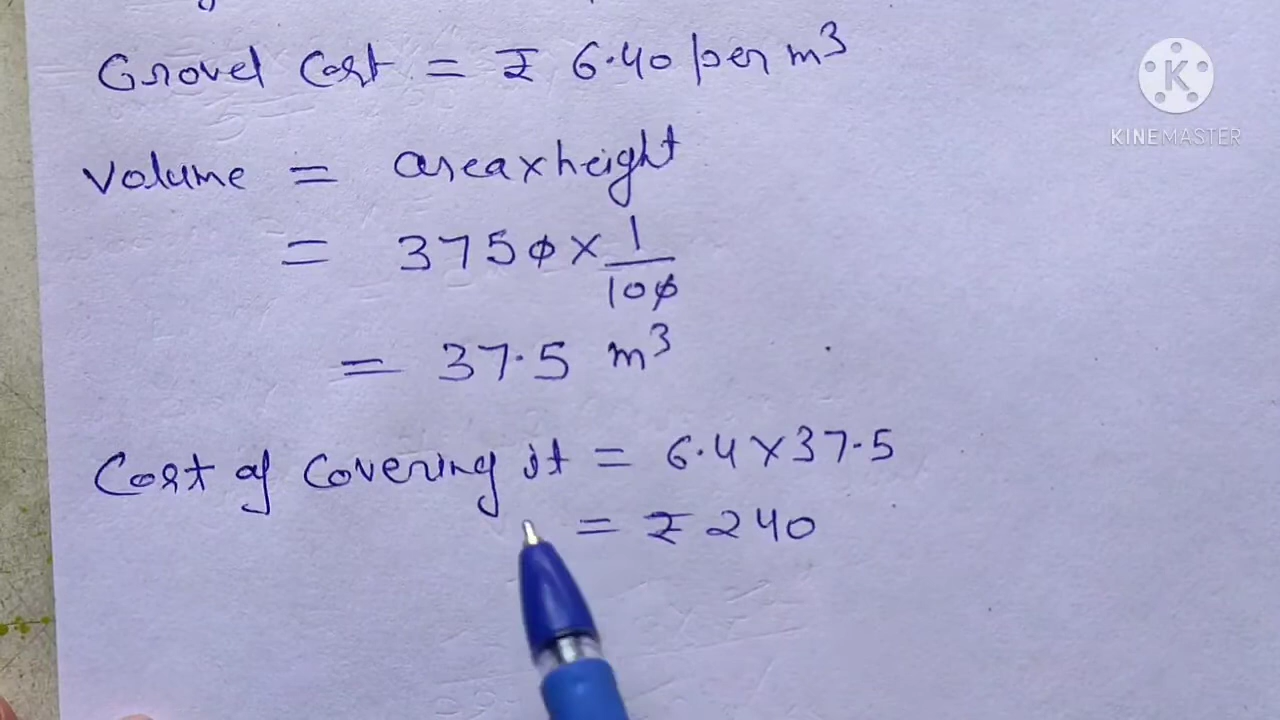 Gravel Cost = ₹ 6.40 per m³
KINEMASTER
Volume = area x height
= 3750 x 1/100
= 37.5 m³
Cost of Covering it = 6.4 x 37.5
= ₹ 240